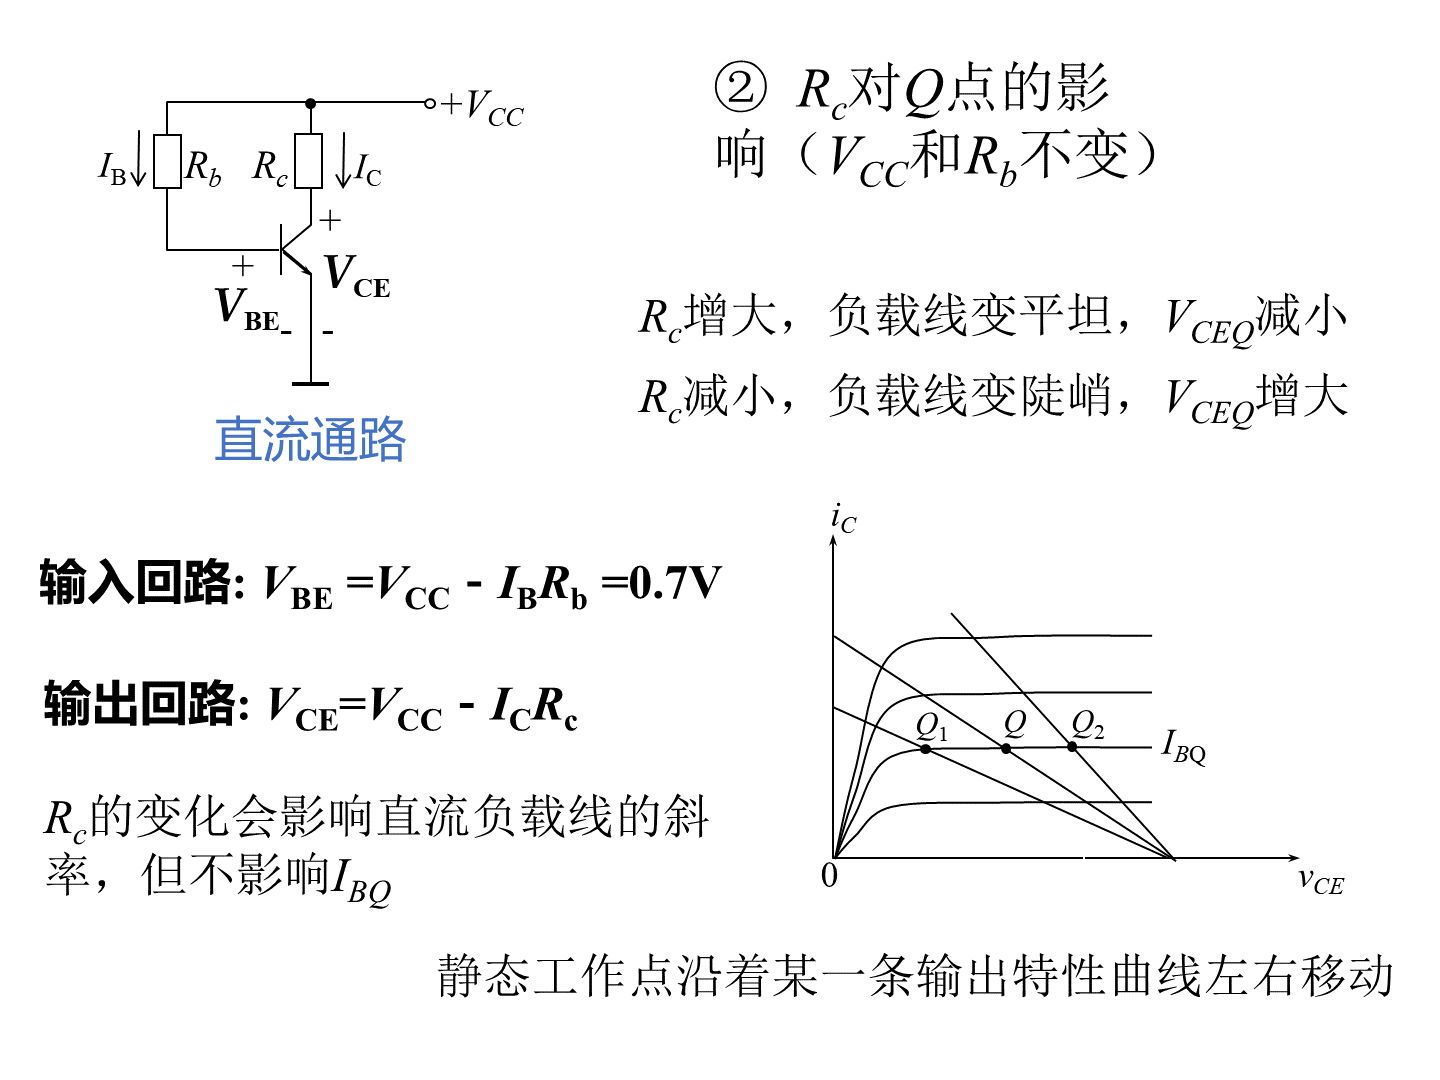 ② Rc对Q点的影
响（VCC和Rb不变）
+VCC
IB Rb Rc IC
+
+ VCE
VBE - -
直流通路
Rc增大，负载线变平坦，VCEQ减小
Rc减小，负载线变陡峭，VCEQ增大
输入回路: VBE =VCC - IBRb =0.7V
输出回路: VCE=VCC - ICRc
Rc的变化会影响直流负载线的斜
率，但不影响IBQ
iC
Q1 Q Q2
IBQ
0
vCE
静态工作点沿着某一条输出特性曲线左右移动